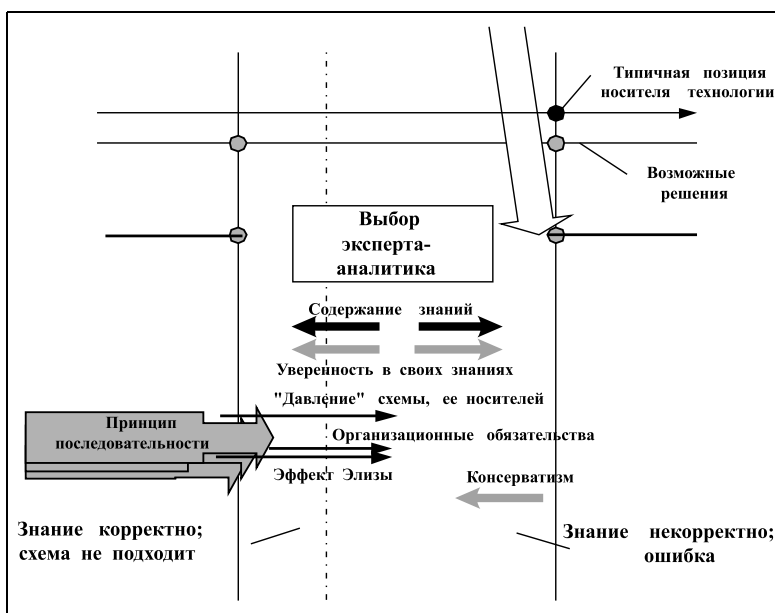 Типичная позиция
носителя технологии
Возможные
решения
Выбор
эксперта-
аналитика
Содержание знаний
Уверенность в своих знаниях
"Давление" схемы, ее носителей
Принцип
последовательности
Организационные обязательства
Эффект Элизы
Консерватизм
Знание корректно;
схема не подходит
Знание некорректно;
ошибка